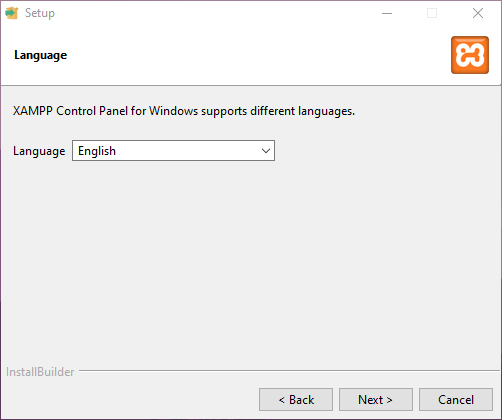 Setup
Language
XAMPP Control Panel for Windows supports different languages.
Language English
InstallBuilder
< Back Next > Cancel